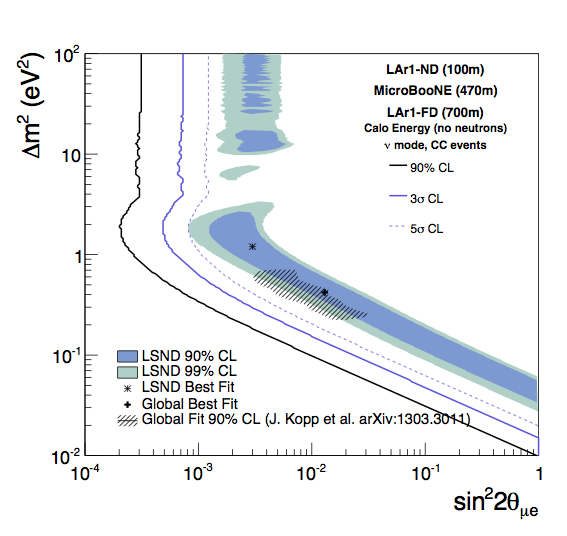 Δm² (eV²)
10²
10
1
10⁻¹
10⁻²
LAr1-ND (100m)
MicroBooNE (470m)
LAr1-FD (700m)
Calo Energy (no neutrons)
ν mode, CC events
90% CL
3σ CL
5σ CL
LSND 90% CL
LSND 99% CL
LSND Best Fit
Global Best Fit
Global Fit 90% CL (J. Kopp et al. arXiv:1303.3011)
10⁻⁴ 10⁻³ 10⁻² 10⁻¹ 1
sin²2θμe